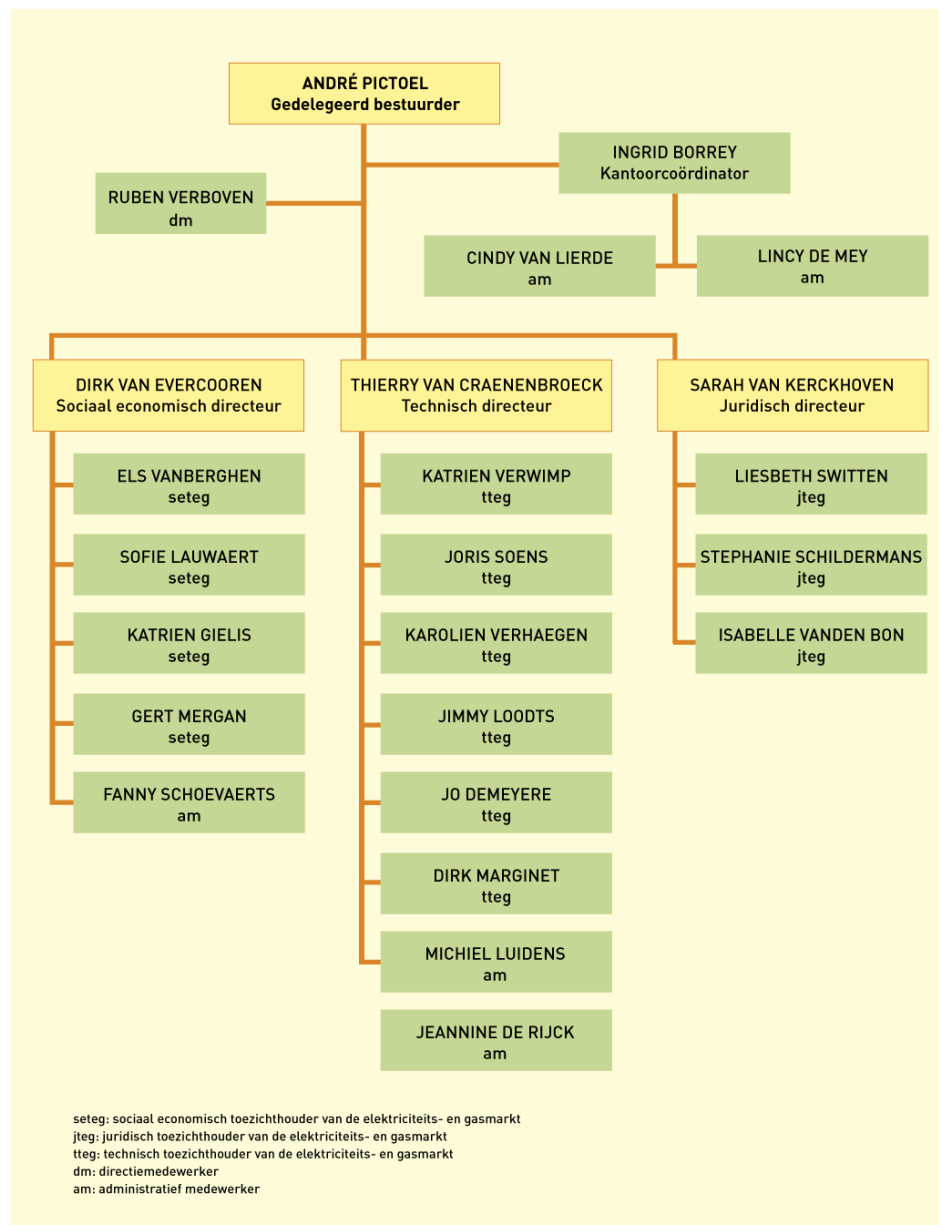 ANDRÉ PICTOEL
Gedelegeerd bestuurder
INGRID BORREY
Kantoorcoördinator
RUBEN VERBOVEN
dm
CINDY VAN LIERDE
am
LINCY DE MEY
am
DIRK VAN EVERCOOREN
Sociaal economisch directeur
ELS VANBERGHEN
seteg
SOFIE LAUWAERT
seteg
KATRIEN GIELIS
seteg
GERT MERGAN
seteg
FANNY SCHOEVAERTS
am
THIERRY VAN CRAENENBROECK
Technisch directeur
KATRIEN VERWIMP
tteg
JORIS SOENS
tteg
KAROLIEN VERHAEGEN
tteg
JIMMY LOODTS
tteg
JO DEMEYERE
tteg
DIRK MARGINET
tteg
MICHIEL LUIDENS
am
JEANNINE DE RIJCK
am
SARAH VAN KERCKHOVEN
Juridisch directeur
LIESBETH SWITTEN
jteg
STEPHANIE SCHILDERMANS
jteg
ISABELLE VANDEN BON
jteg
seteg: sociaal economisch toezichthouder van de elektriciteits- en gasmarkt
jteg: juridisch toezichthouder van de elektriciteits- en gasmarkt
tteg: technisch toezichthouder van de elektriciteits- en gasmarkt
dm: directiemedewerker
am: administratief medewerker